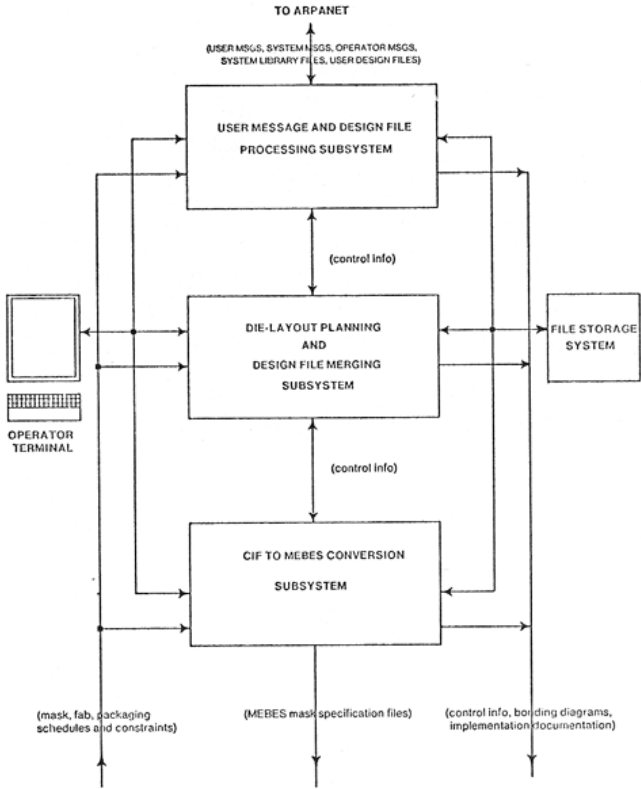 TO ARPANET
(USER MSGS, SYSTEM MSGS, OPERATOR MSGS,
SYSTEM LIBRARY FILES, USER DESIGN FILES)
USER MESSAGE AND DESIGN FILE
PROCESSING SUBSYSTEM
(control info)
DIE-LAYOUT PLANNING
AND
DESIGN FILE MERGING
SUBSYSTEM
FILE STORAGE
SYSTEM
OPERATOR
TERMINAL
(control info)
CIF TO MEBES CONVERSION
SUBSYSTEM
(mask, fab, packaging
schedules and constraints)
(MEBES mask specification files)
(control info, bonding diagrams,
implementation documentation)